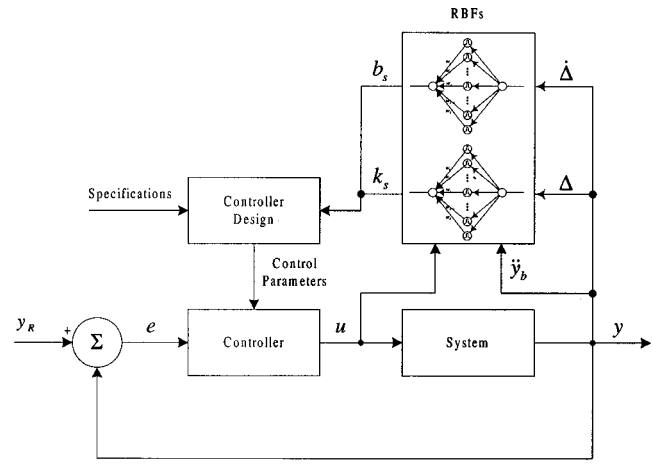 RBFs
b_s
Δ̇
k_s
Δ
Specifications
Controller
Design
Control
Parameters
ÿ_b
y_R
+
Σ
e
Controller
u
System
y